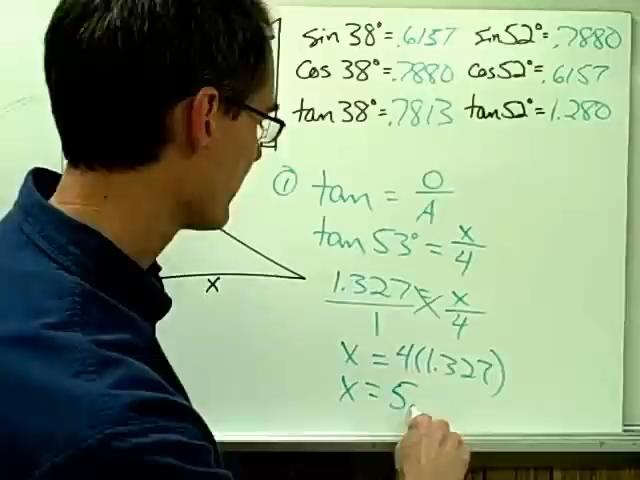 sin 38° = .6157 sin 52° = .7880
cos 38° = .7880 cos 52° = .6157
tan 38° = .7813 tan 52° = 1.280
① tan = O/A
tan 53° = x/4
1.327/1 = x/4
x
x = 4(1.327)
x = 5.